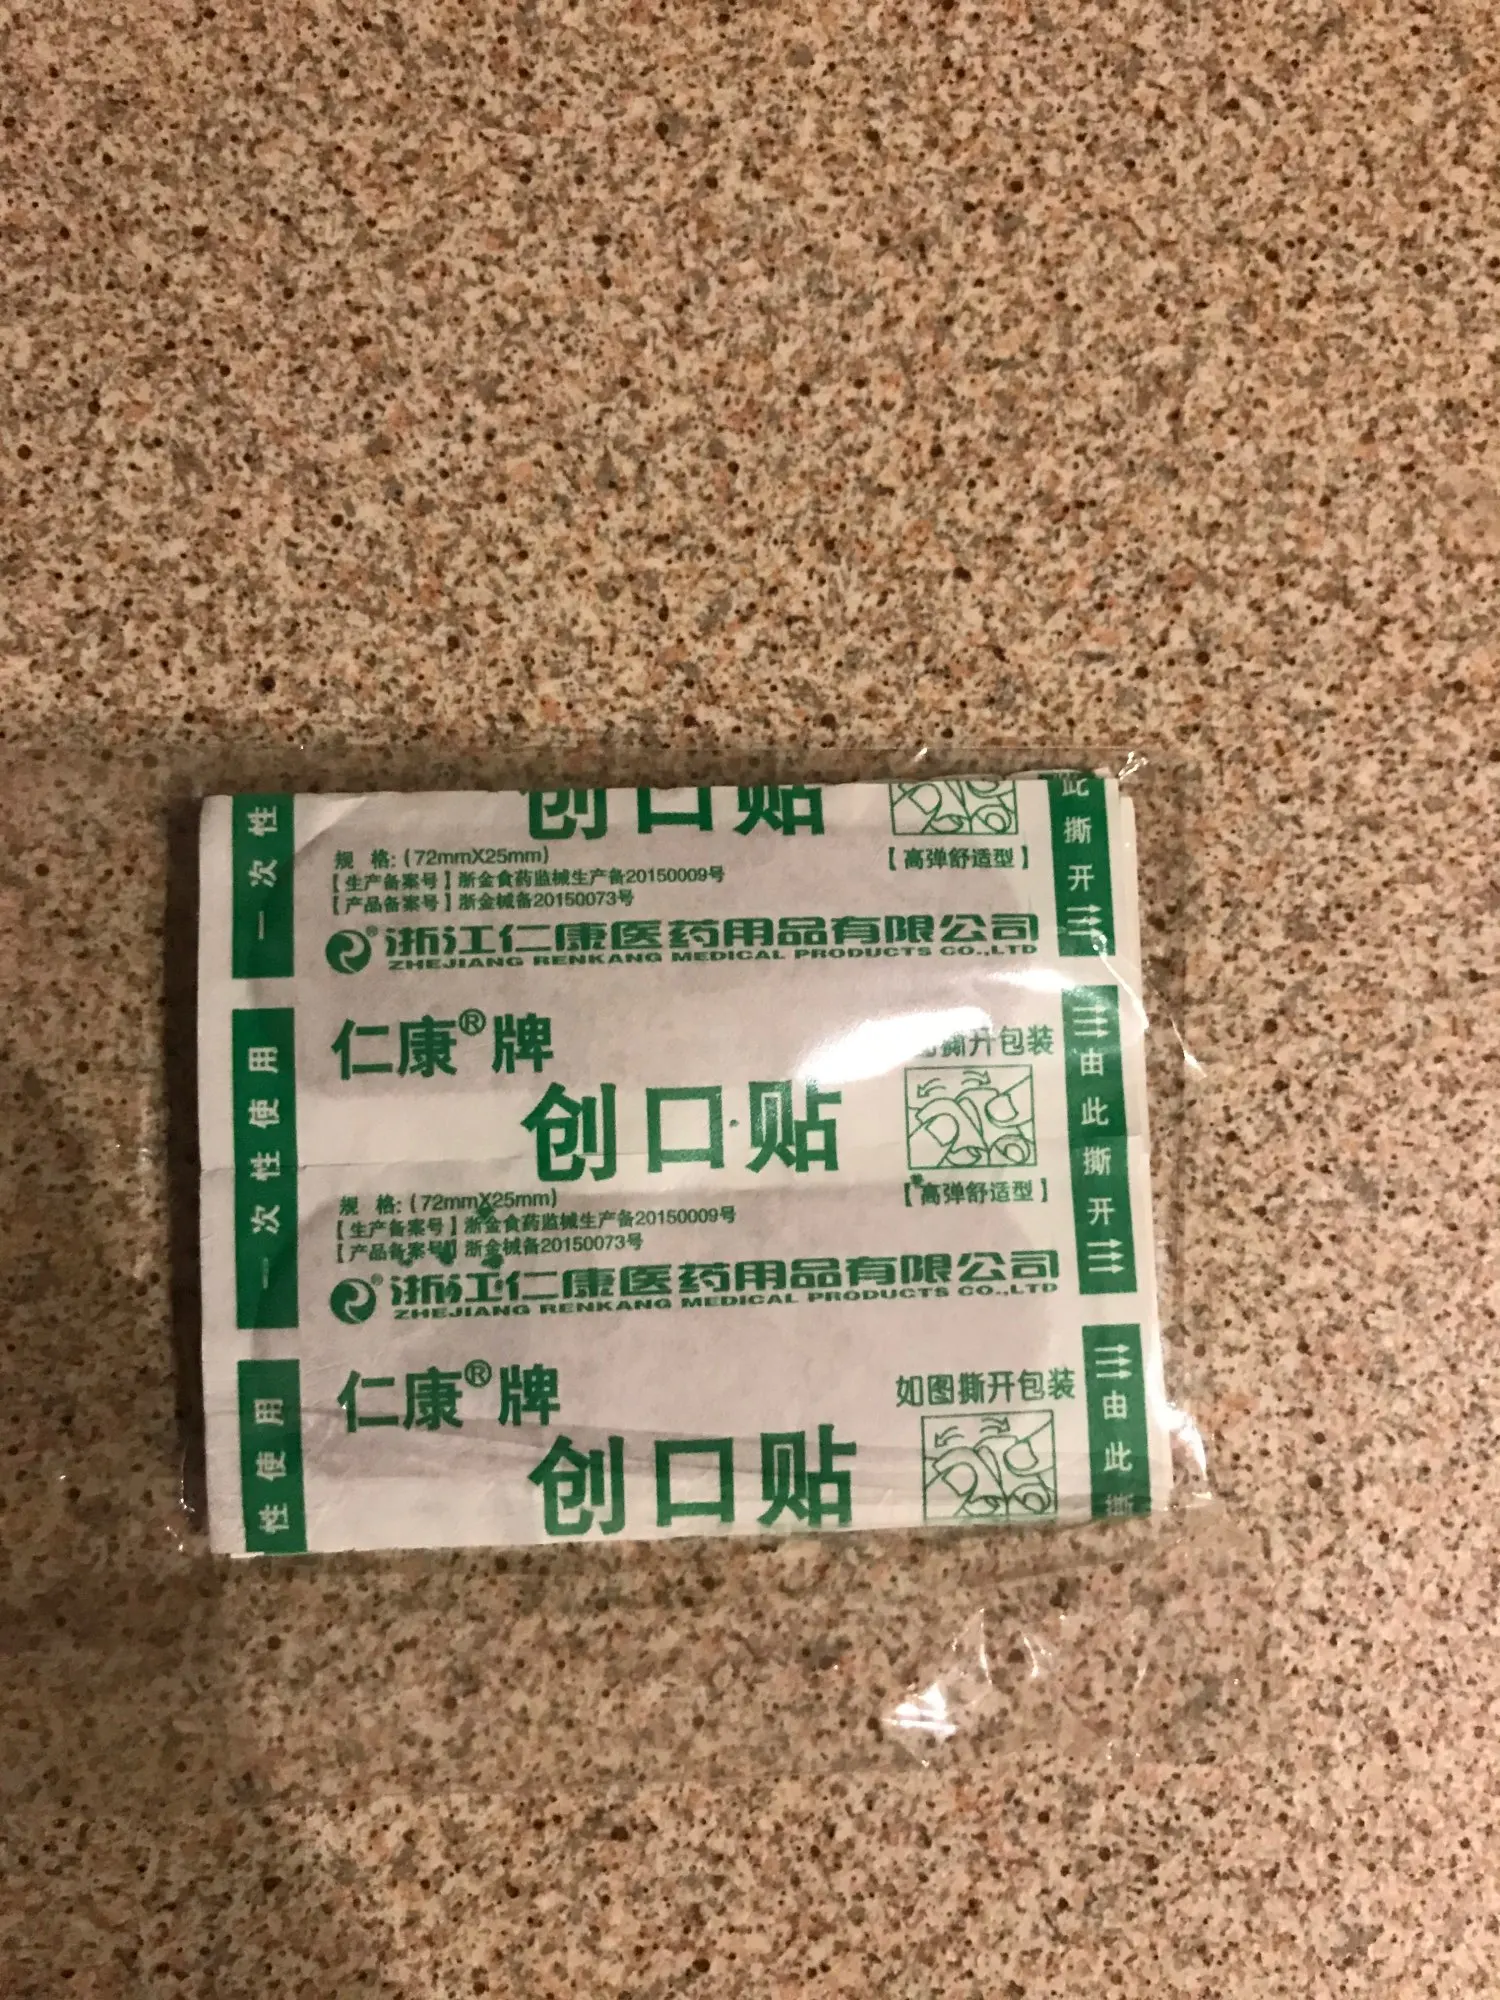 一次性
创口贴
此撕开
规 格:(72mmX25mm)
【高弹舒适型】
【生产备案号】浙金食药监械生产备20150009号
【产品备案号】浙金械备20150073号
®浙江仁康医药用品有限公司
ZHEJIANG RENKANG MEDICAL PRODUCTS CO.,LTD
一次性使用
仁康®牌
撕开包装
由此撕开
创口贴
规 格:(72mmX25mm)
【高弹舒适型】
【生产备案号】浙金食药监械生产备20150009号
【产品备案号】浙金械备20150073号
®浙江仁康医药用品有限公司
ZHEJIANG RENKANG MEDICAL PRODUCTS CO.,LTD
性使用
仁康®牌
如图撕开包装
由此撕
创口贴